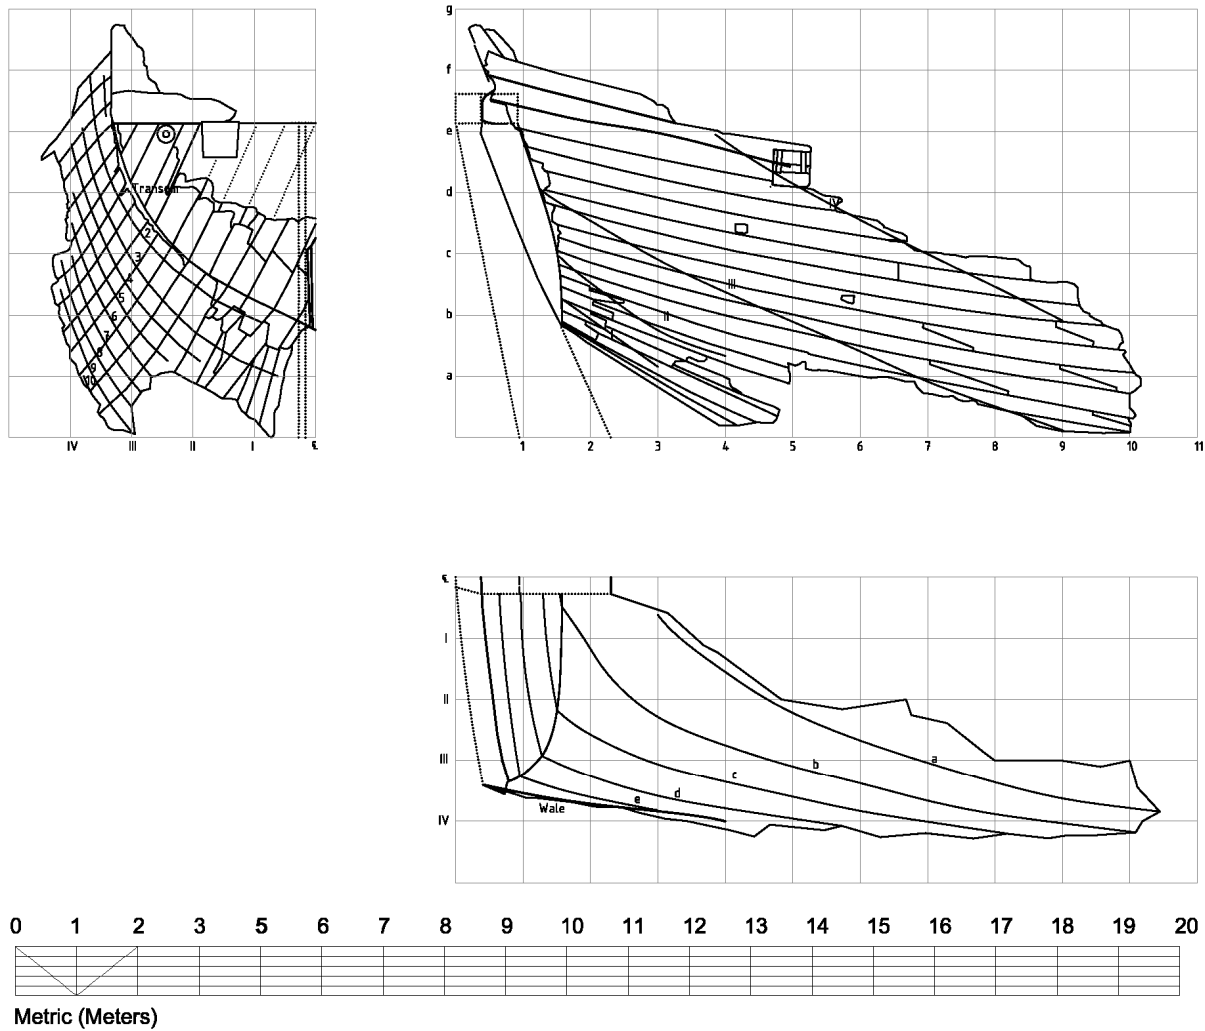 g
f
e
d
c
b
a
Transom
2
3
4
5
6
7
8
9
10
IV III II I ℄
IV
III
II
1 2 3 4 5 6 7 8 9 10 11
℄
I
II
III
IV
a
b
c
d
e
Wale
0 1 2 3 5 6 7 8 9 10 11 12 13 14 15 16 17 18 19 20
Metric (Meters)